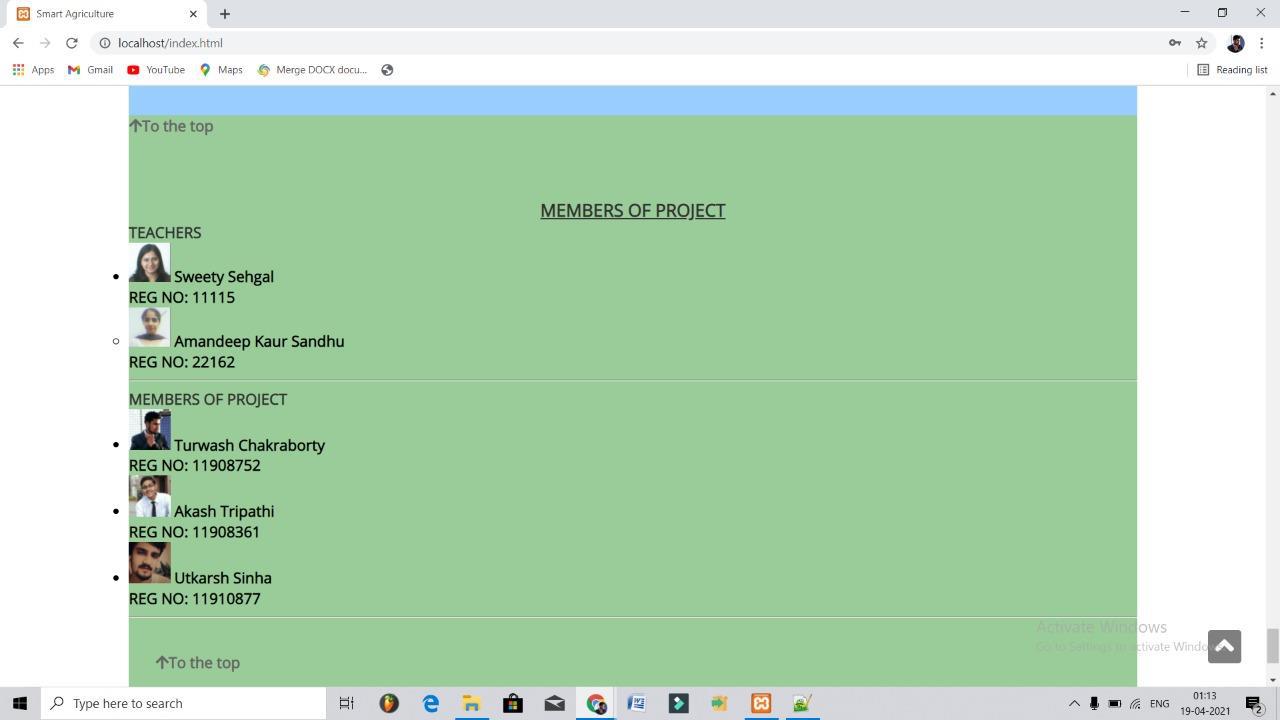 Smart Agriculture
localhost/index.html
Apps Gmail YouTube Maps Merge DOCX docu... Reading list
To the top
MEMBERS OF PROJECT
TEACHERS
Sweety Sehgal
REG NO: 11115
Amandeep Kaur Sandhu
REG NO: 22162
MEMBERS OF PROJECT
Turwash Chakraborty
REG NO: 11908752
Akash Tripathi
REG NO: 11908361
Utkarsh Sinha
REG NO: 11910877
Activate Windows
Go to Settings to activate Windo
To the top
Type here to search
ENG
01:13
19-04-2021
2